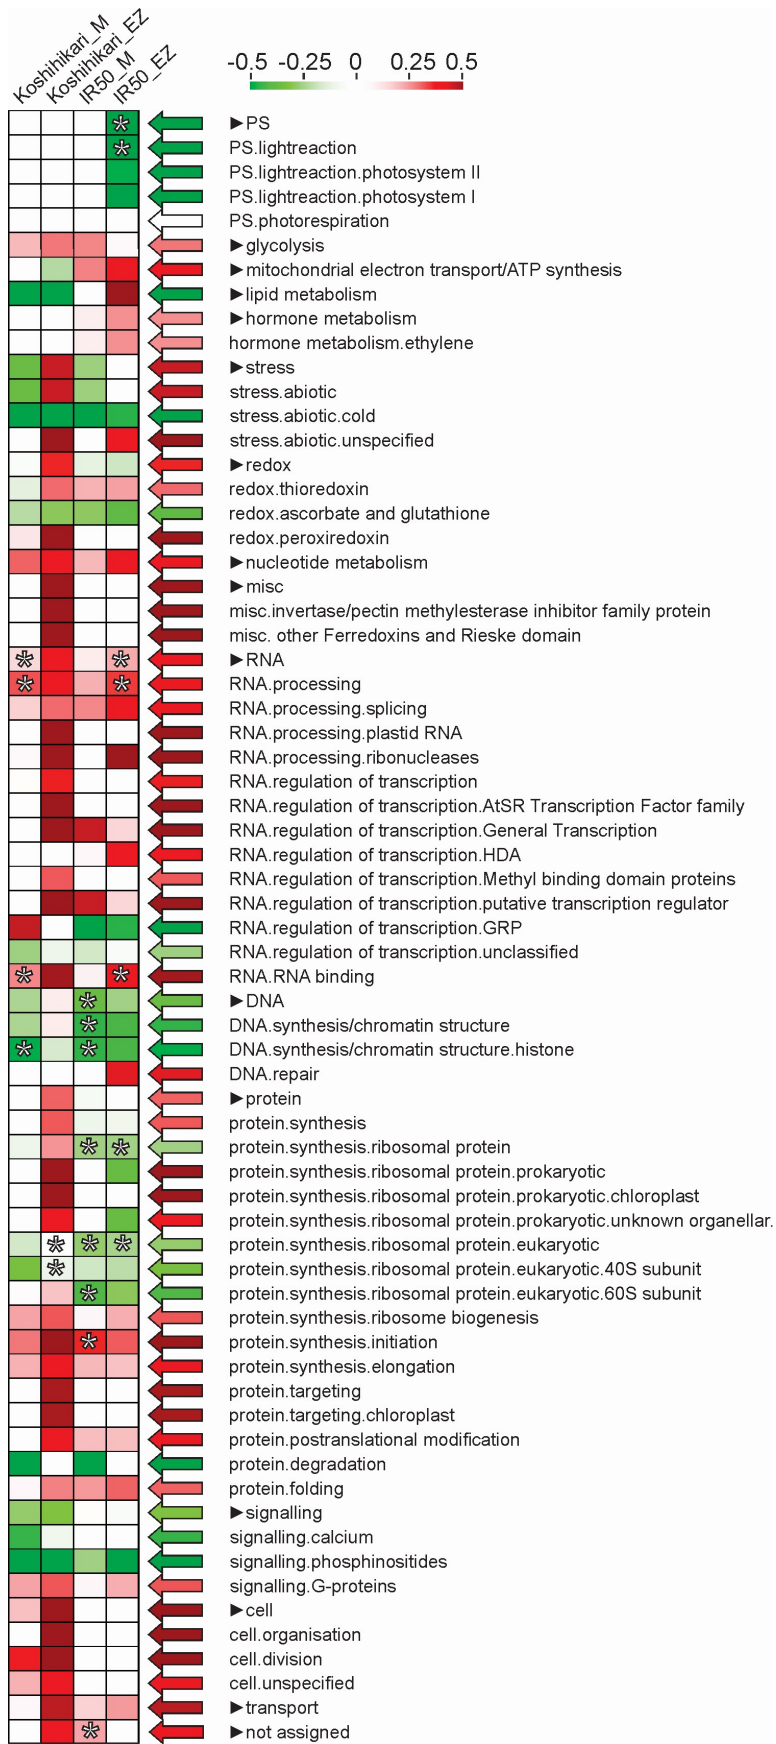 Koshihikari_M
Koshihikari_EZ
IR50_M
IR50_EZ
-0.5 -0.25 0 0.25 0.5
►PS
PS.lightreaction
PS.lightreaction.photosystem II
PS.lightreaction.photosystem I
PS.photorespiration
►glycolysis
►mitochondrial electron transport/ATP synthesis
►lipid metabolism
►hormone metabolism
hormone metabolism.ethylene
►stress
stress.abiotic
stress.abiotic.cold
stress.abiotic.unspecified
►redox
redox.thioredoxin
redox.ascorbate and glutathione
redox.peroxiredoxin
►nucleotide metabolism
►misc
misc.invertase/pectin methylesterase inhibitor family protein
misc. other Ferredoxins and Rieske domain
►RNA
RNA.processing
RNA.processing.splicing
RNA.processing.plastid RNA
RNA.processing.ribonucleases
RNA.regulation of transcription
RNA.regulation of transcription.AtSR Transcription Factor family
RNA.regulation of transcription.General Transcription
RNA.regulation of transcription.HDA
RNA.regulation of transcription.Methyl binding domain proteins
RNA.regulation of transcription.putative transcription regulator
RNA.regulation of transcription.GRP
RNA.regulation of transcription.unclassified
RNA.RNA binding
►DNA
DNA.synthesis/chromatin structure
DNA.synthesis/chromatin structure.histone
DNA.repair
►protein
protein.synthesis
protein.synthesis.ribosomal protein
protein.synthesis.ribosomal protein.prokaryotic
protein.synthesis.ribosomal protein.prokaryotic.chloroplast
protein.synthesis.ribosomal protein.prokaryotic.unknown organellar.
protein.synthesis.ribosomal protein.eukaryotic
protein.synthesis.ribosomal protein.eukaryotic.40S subunit
protein.synthesis.ribosomal protein.eukaryotic.60S subunit
protein.synthesis.ribosome biogenesis
protein.synthesis.initiation
protein.synthesis.elongation
protein.targeting
protein.targeting.chloroplast
protein.postranslational modification
protein.degradation
protein.folding
►signalling
signalling.calcium
signalling.phosphinositides
signalling.G-proteins
►cell
cell.organisation
cell.division
cell.unspecified
►transport
►not assigned